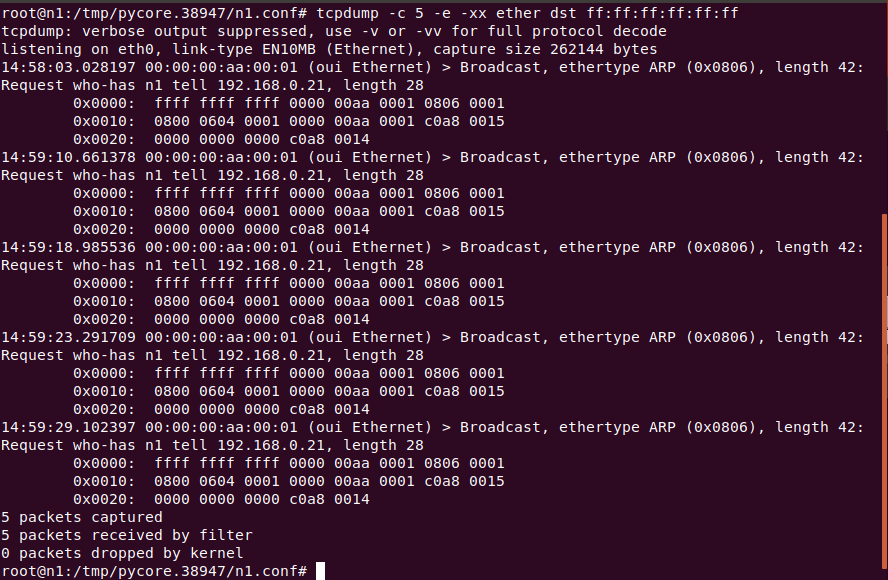 root@n1:/tmp/pycore.38947/n1.conf# tcpdump -c 5 -e -xx ether dst ff:ff:ff:ff:ff:ff
tcpdump: verbose output suppressed, use -v or -vv for full protocol decode
listening on eth0, link-type EN10MB (Ethernet), capture size 262144 bytes
14:58:03.028197 00:00:00:aa:00:01 (oui Ethernet) > Broadcast, ethertype ARP (0x0806), length 42:
Request who-has n1 tell 192.168.0.21, length 28
        0x0000:  ffff ffff ffff 0000 00aa 0001 0806 0001
        0x0010:  0800 0604 0001 0000 00aa 0001 c0a8 0015
        0x0020:  0000 0000 0000 c0a8 0014
14:59:10.661378 00:00:00:aa:00:01 (oui Ethernet) > Broadcast, ethertype ARP (0x0806), length 42:
Request who-has n1 tell 192.168.0.21, length 28
        0x0000:  ffff ffff ffff 0000 00aa 0001 0806 0001
        0x0010:  0800 0604 0001 0000 00aa 0001 c0a8 0015
        0x0020:  0000 0000 0000 c0a8 0014
14:59:18.985536 00:00:00:aa:00:01 (oui Ethernet) > Broadcast, ethertype ARP (0x0806), length 42:
Request who-has n1 tell 192.168.0.21, length 28
        0x0000:  ffff ffff ffff 0000 00aa 0001 0806 0001
        0x0010:  0800 0604 0001 0000 00aa 0001 c0a8 0015
        0x0020:  0000 0000 0000 c0a8 0014
14:59:23.291709 00:00:00:aa:00:01 (oui Ethernet) > Broadcast, ethertype ARP (0x0806), length 42:
Request who-has n1 tell 192.168.0.21, length 28
        0x0000:  ffff ffff ffff 0000 00aa 0001 0806 0001
        0x0010:  0800 0604 0001 0000 00aa 0001 c0a8 0015
        0x0020:  0000 0000 0000 c0a8 0014
14:59:29.102397 00:00:00:aa:00:01 (oui Ethernet) > Broadcast, ethertype ARP (0x0806), length 42:
Request who-has n1 tell 192.168.0.21, length 28
        0x0000:  ffff ffff ffff 0000 00aa 0001 0806 0001
        0x0010:  0800 0604 0001 0000 00aa 0001 c0a8 0015
        0x0020:  0000 0000 0000 c0a8 0014
5 packets captured
5 packets received by filter
0 packets dropped by kernel
root@n1:/tmp/pycore.38947/n1.conf#